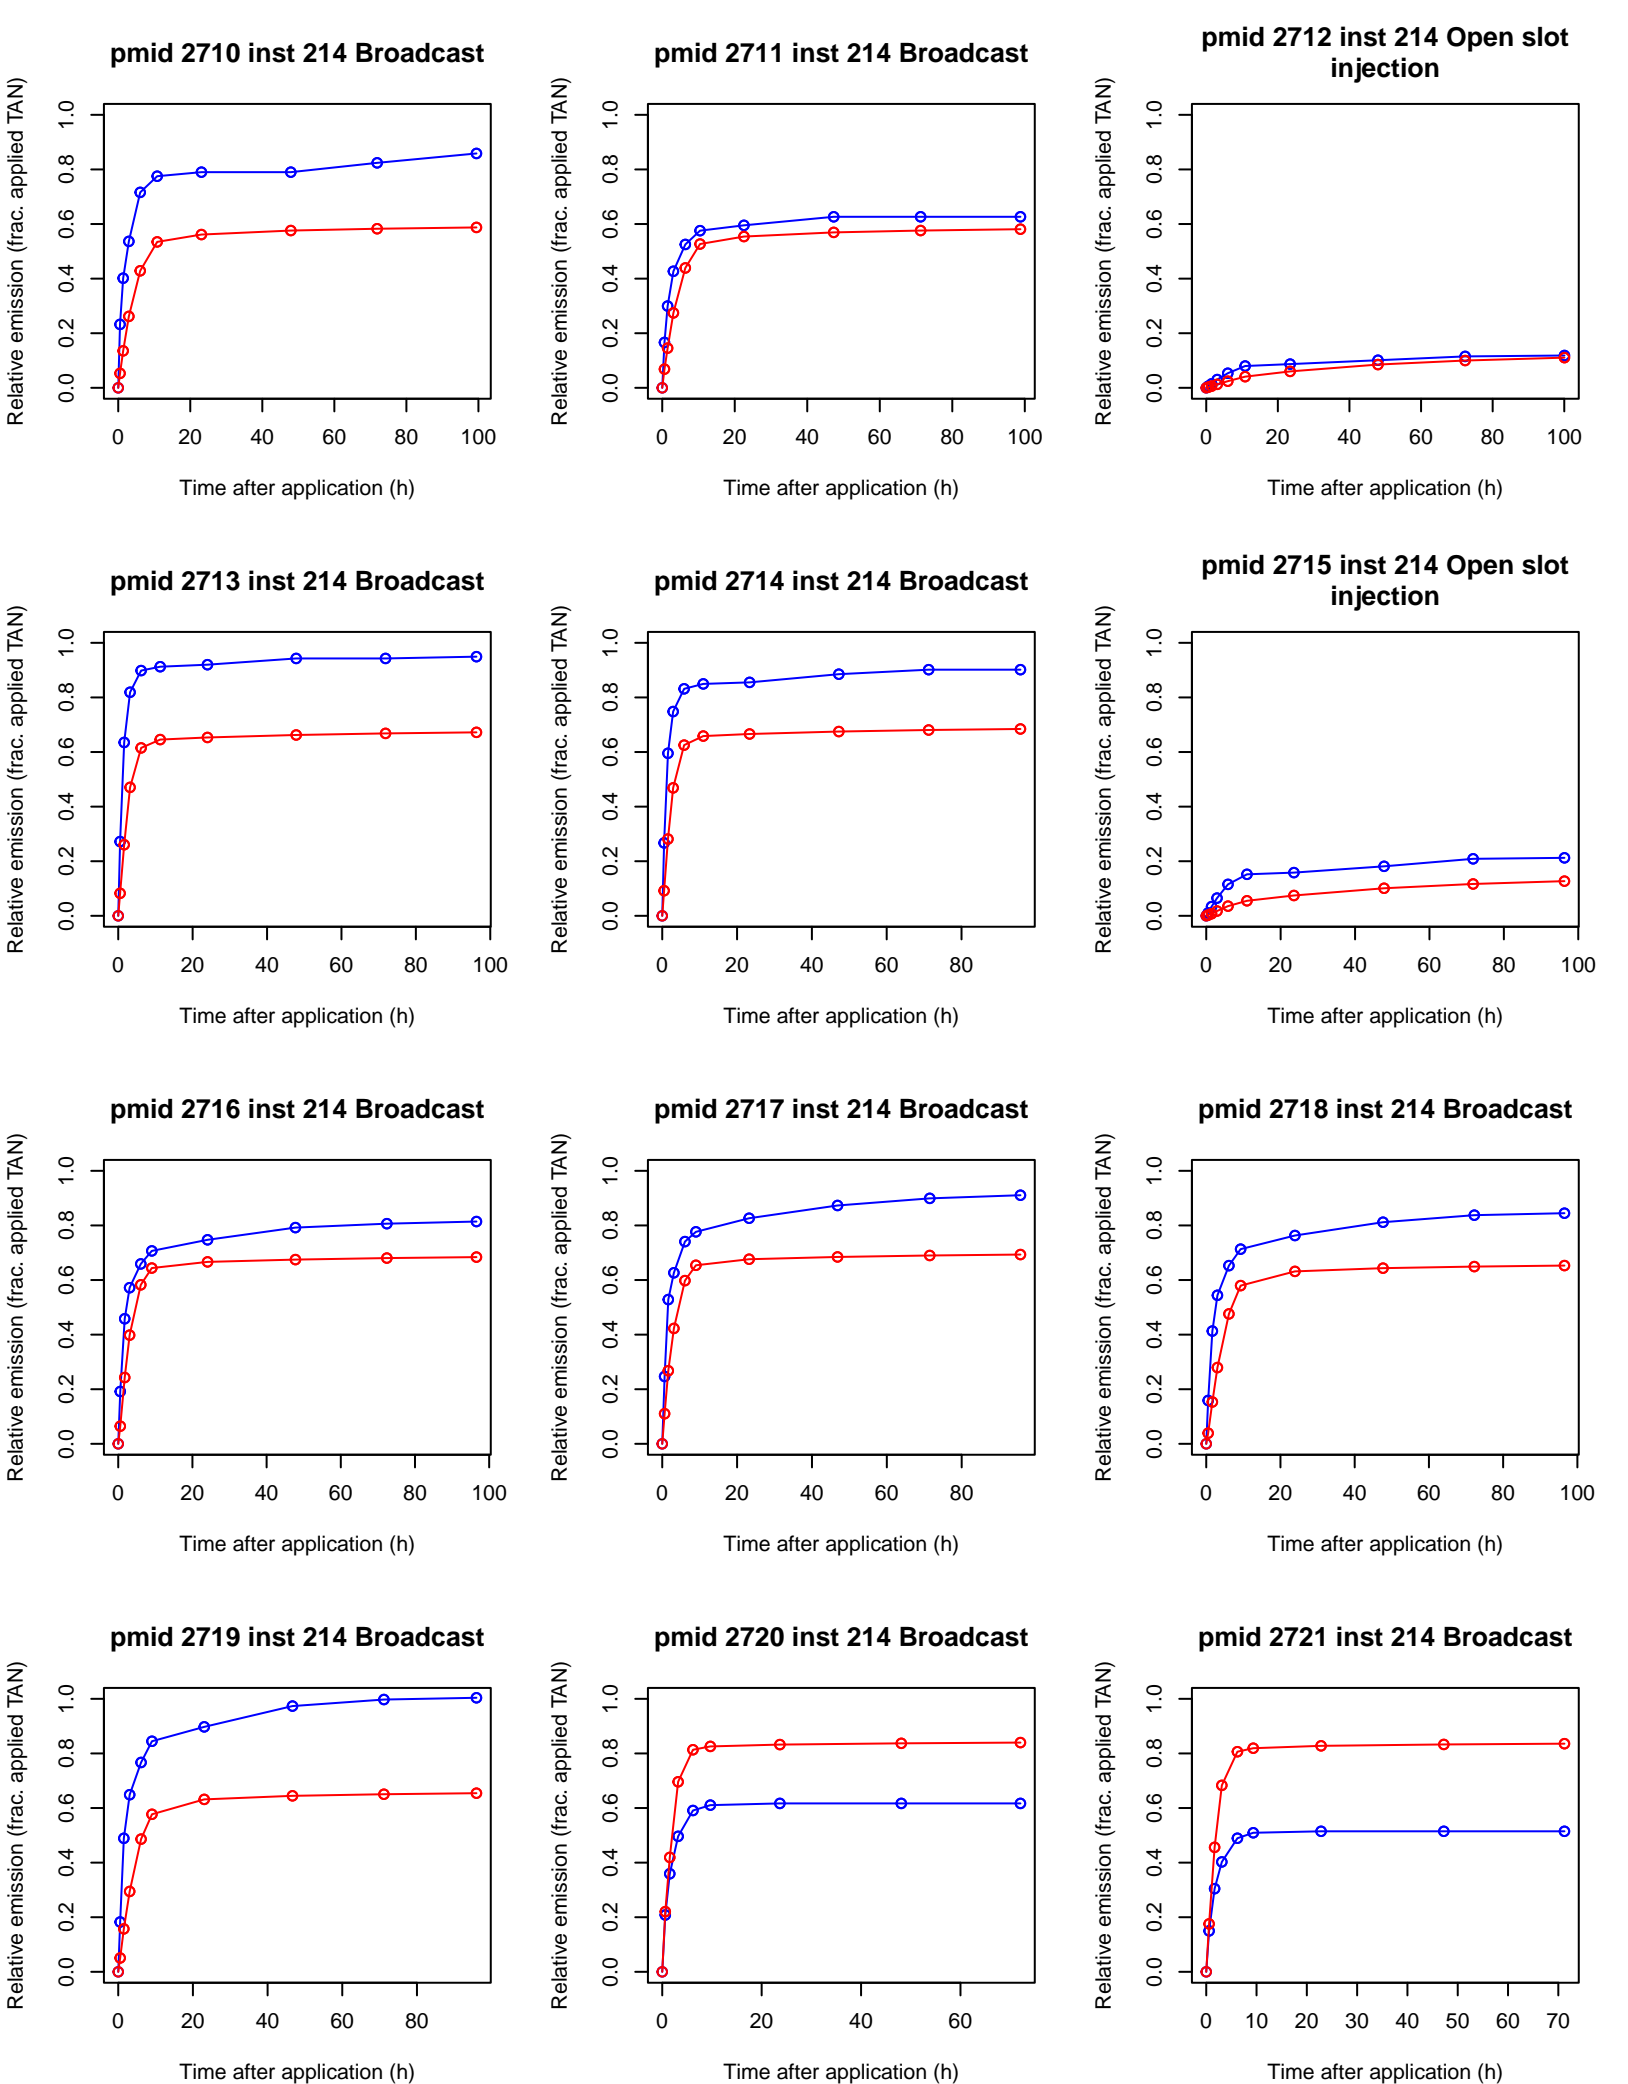 pmid 2710 inst 214 Broadcast
Relative emission (frac. applied TAN)
0.0 0.2 0.4 0.6 0.8 1.0
0 20 40 60 80 100
Time after application (h)
pmid 2711 inst 214 Broadcast
Relative emission (frac. applied TAN)
0.0 0.2 0.4 0.6 0.8 1.0
0 20 40 60 80 100
Time after application (h)
pmid 2712 inst 214 Open slot
injection
Relative emission (frac. applied TAN)
0.0 0.2 0.4 0.6 0.8 1.0
0 20 40 60 80 100
Time after application (h)
pmid 2713 inst 214 Broadcast
Relative emission (frac. applied TAN)
0.0 0.2 0.4 0.6 0.8 1.0
0 20 40 60 80 100
Time after application (h)
pmid 2714 inst 214 Broadcast
Relative emission (frac. applied TAN)
0.0 0.2 0.4 0.6 0.8 1.0
0 20 40 60 80
Time after application (h)
pmid 2715 inst 214 Open slot
injection
Relative emission (frac. applied TAN)
0.0 0.2 0.4 0.6 0.8 1.0
0 20 40 60 80 100
Time after application (h)
pmid 2716 inst 214 Broadcast
Relative emission (frac. applied TAN)
0.0 0.2 0.4 0.6 0.8 1.0
0 20 40 60 80 100
Time after application (h)
pmid 2717 inst 214 Broadcast
Relative emission (frac. applied TAN)
0.0 0.2 0.4 0.6 0.8 1.0
0 20 40 60 80
Time after application (h)
pmid 2718 inst 214 Broadcast
Relative emission (frac. applied TAN)
0.0 0.2 0.4 0.6 0.8 1.0
0 20 40 60 80 100
Time after application (h)
pmid 2719 inst 214 Broadcast
Relative emission (frac. applied TAN)
0.0 0.2 0.4 0.6 0.8 1.0
0 20 40 60 80
Time after application (h)
pmid 2720 inst 214 Broadcast
Relative emission (frac. applied TAN)
0.0 0.2 0.4 0.6 0.8 1.0
0 20 40 60
Time after application (h)
pmid 2721 inst 214 Broadcast
Relative emission (frac. applied TAN)
0.0 0.2 0.4 0.6 0.8 1.0
0 10 20 30 40 50 60 70
Time after application (h)